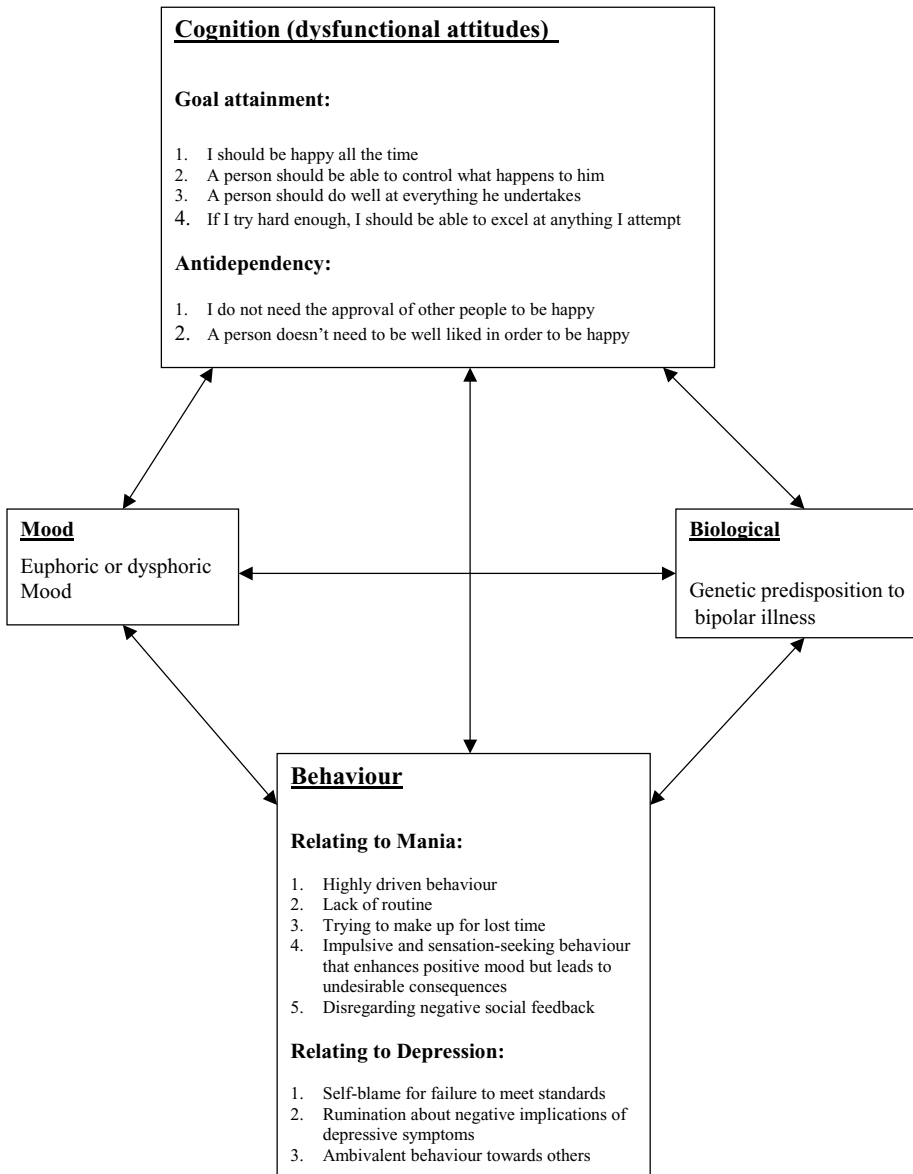 Cognition (dysfunctional attitudes)
Goal attainment:
1. I should be happy all the time
2. A person should be able to control what happens to him
3. A person should do well at everything he undertakes
4. If I try hard enough, I should be able to excel at anything I attempt
Antidependency:
1. I do not need the approval of other people to be happy
2. A person doesn't need to be well liked in order to be happy
Mood
Euphoric or dysphoric
Mood
Biological
Genetic predisposition to
bipolar illness
Behaviour
Relating to Mania:
1. Highly driven behaviour
2. Lack of routine
3. Trying to make up for lost time
4. Impulsive and sensation-seeking behaviour
that enhances positive mood but leads to
undesirable consequences
5. Disregarding negative social feedback
Relating to Depression:
1. Self-blame for failure to meet standards
2. Rumination about negative implications of
depressive symptoms
3. Ambivalent behaviour towards others